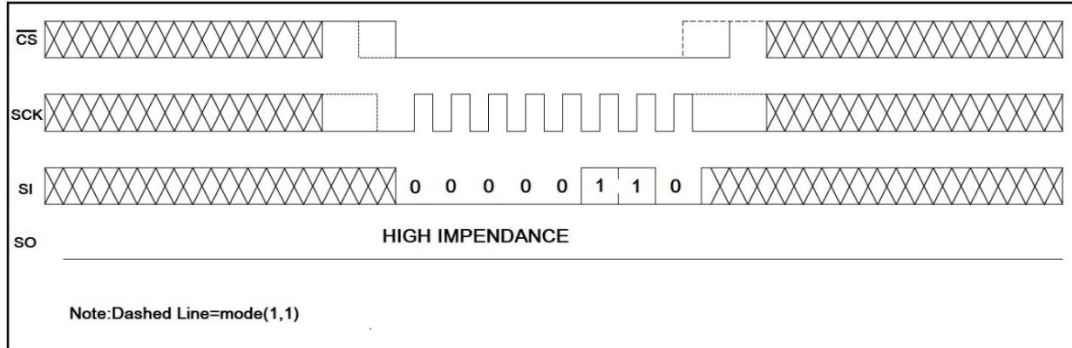 CS
SCK
SI 0 0 0 0 0 1 1 0
SO HIGH IMPENDANCE
Note:Dashed Line=mode(1,1)